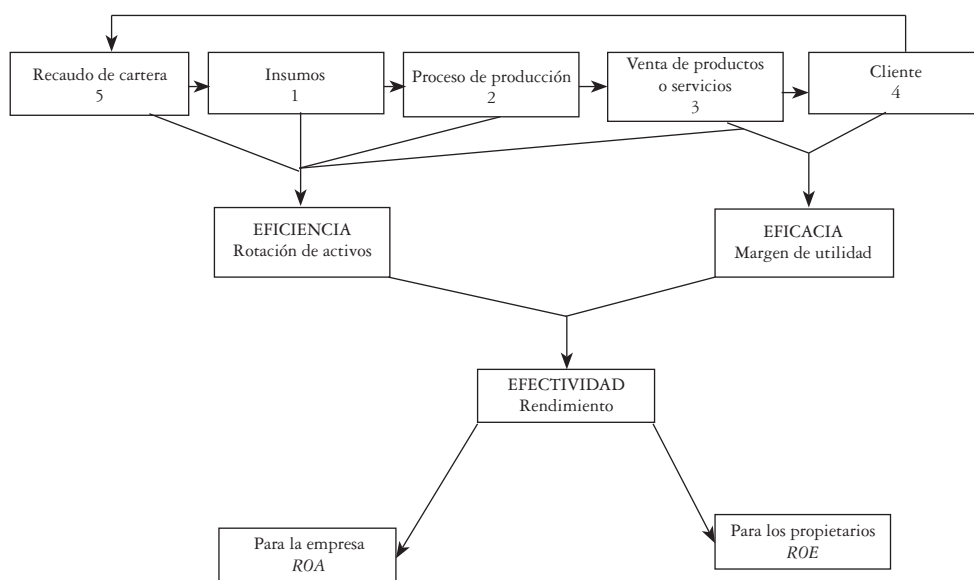 Recaudo de cartera
5
Insumos
1
Proceso de producción
2
Venta de productos
o servicios
3
Cliente
4
EFICIENCIA
Rotación de activos
EFICACIA
Margen de utilidad
EFECTIVIDAD
Rendimiento
Para la empresa
ROA
Para los propietarios
ROE